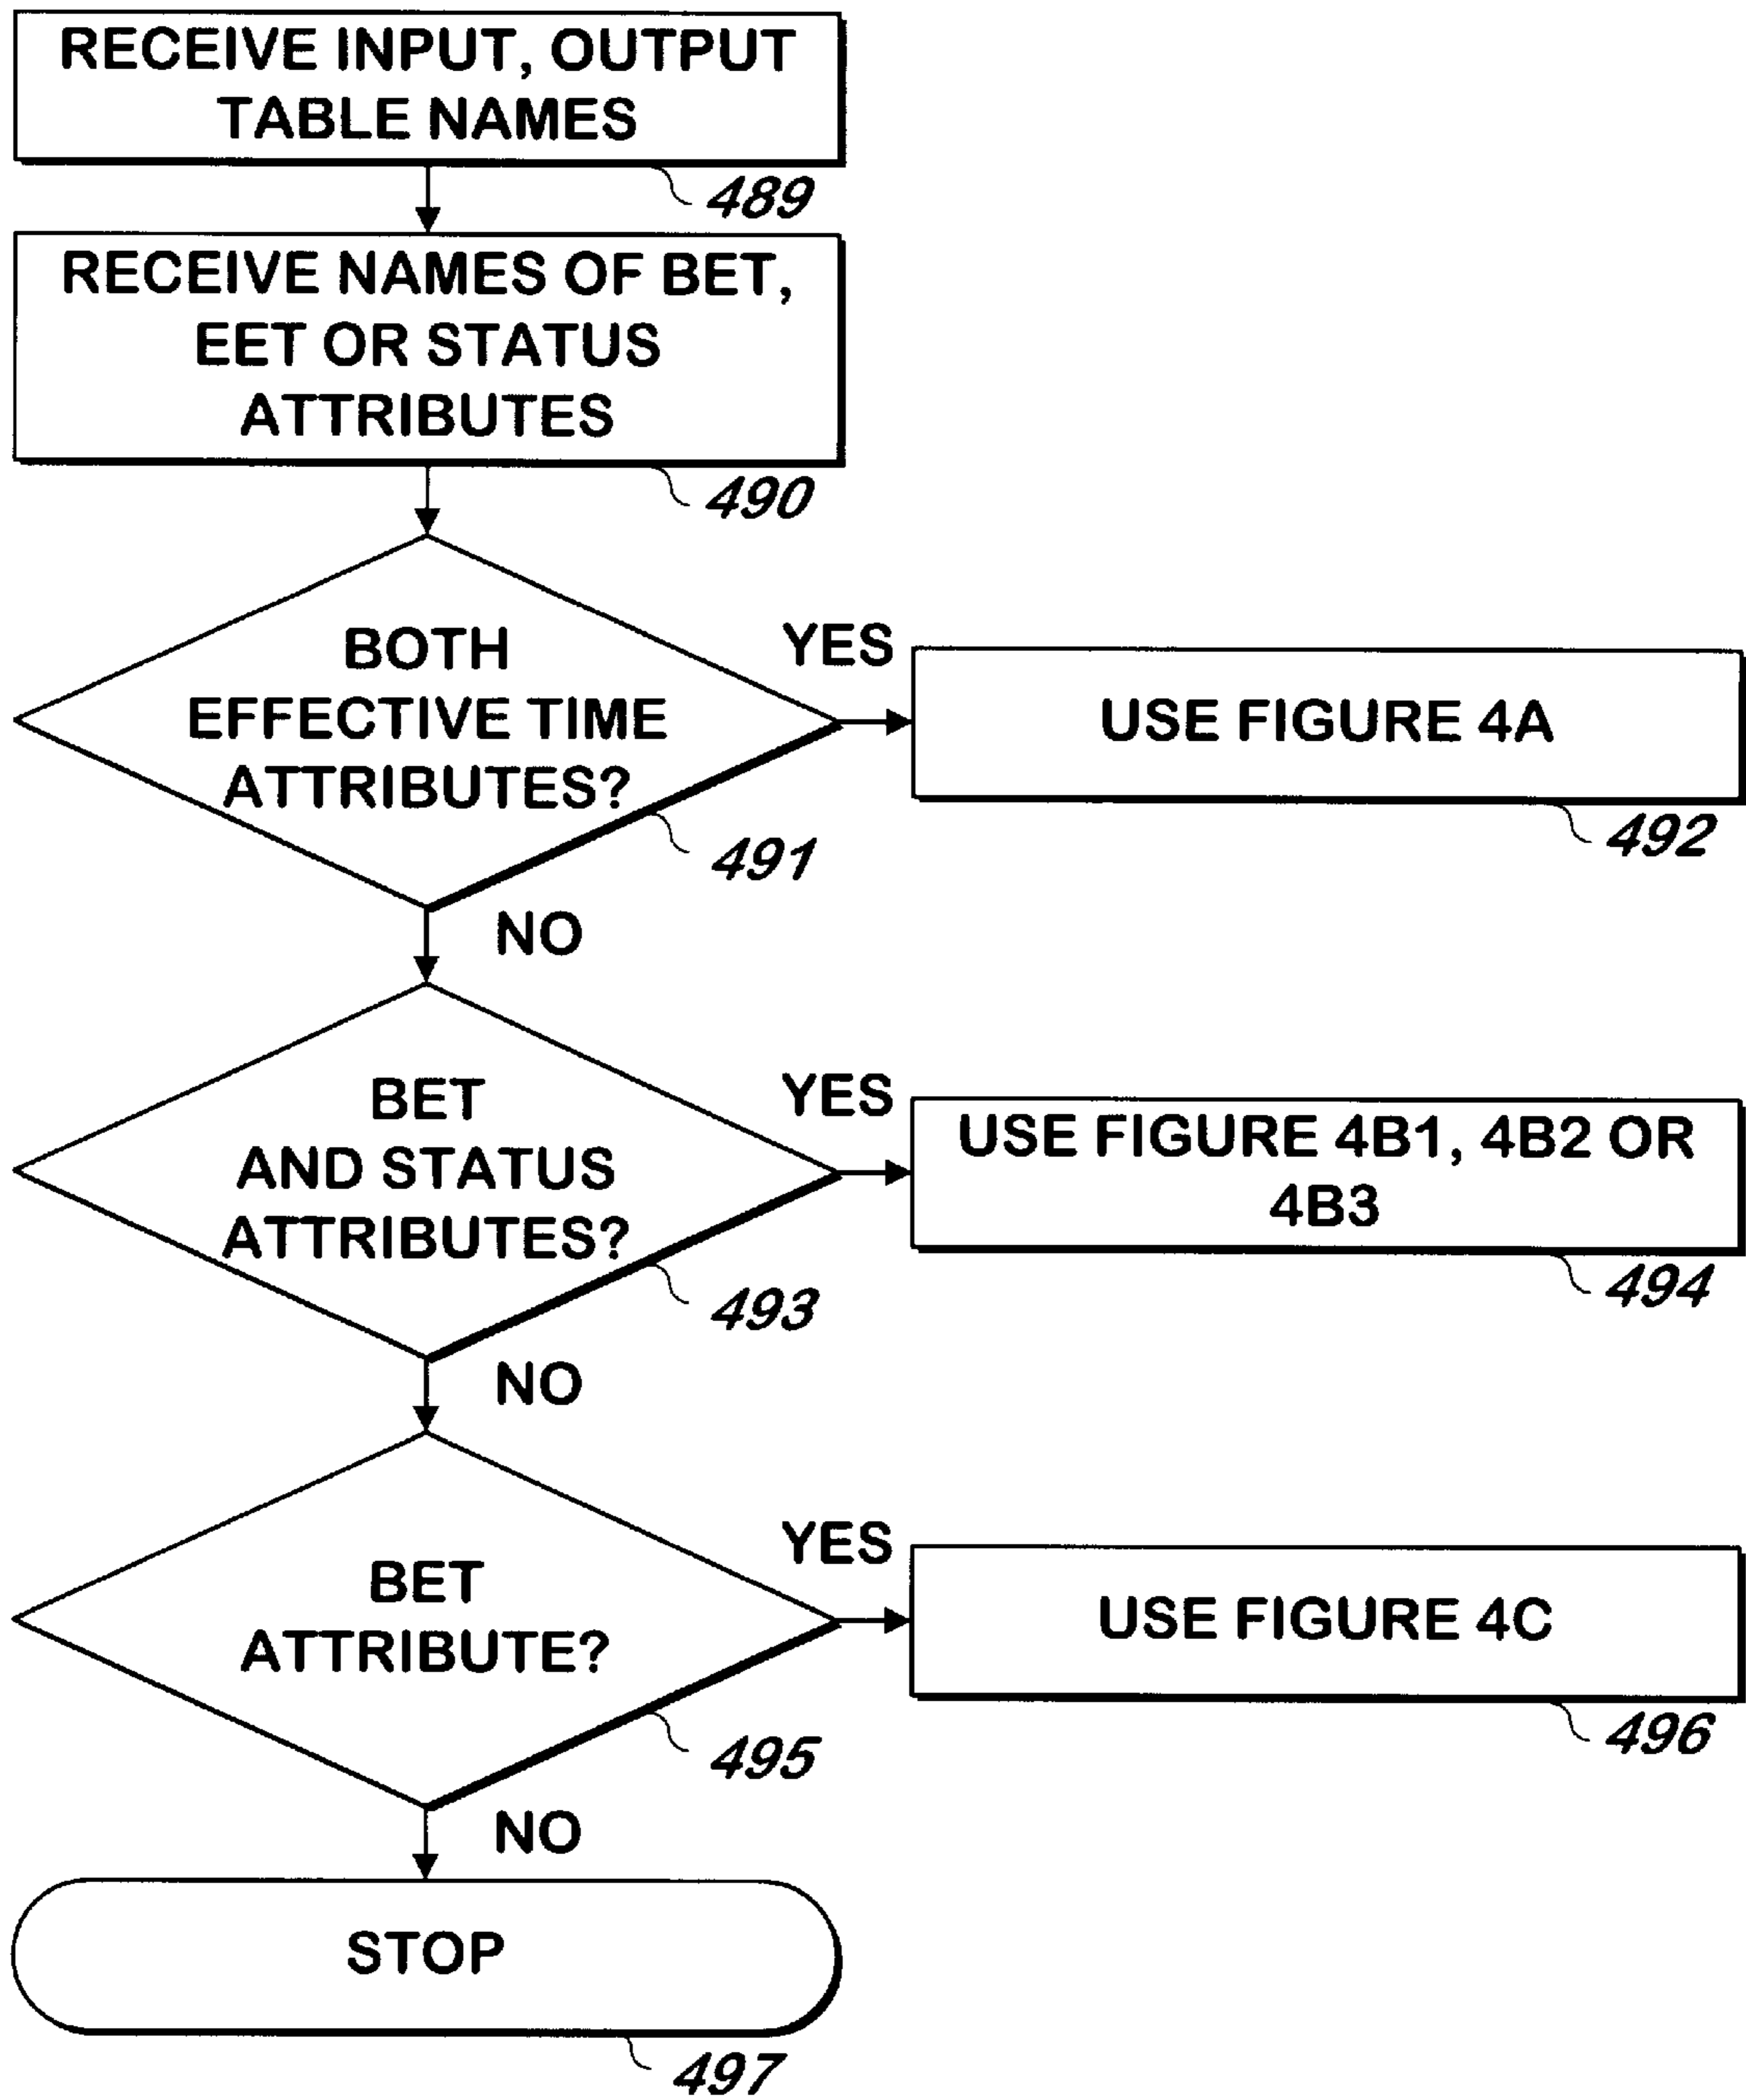 RECEIVE INPUT, OUTPUT
TABLE NAMES
489
RECEIVE NAMES OF BET,
EET OR STATUS
ATTRIBUTES
490
BOTH
EFFECTIVE TIME
ATTRIBUTES?
YES
USE FIGURE 4A
491
492
NO
BET
AND STATUS
ATTRIBUTES?
YES
USE FIGURE 4B1, 4B2 OR
4B3
493
494
NO
BET
ATTRIBUTE?
YES
USE FIGURE 4C
495
496
NO
STOP
497